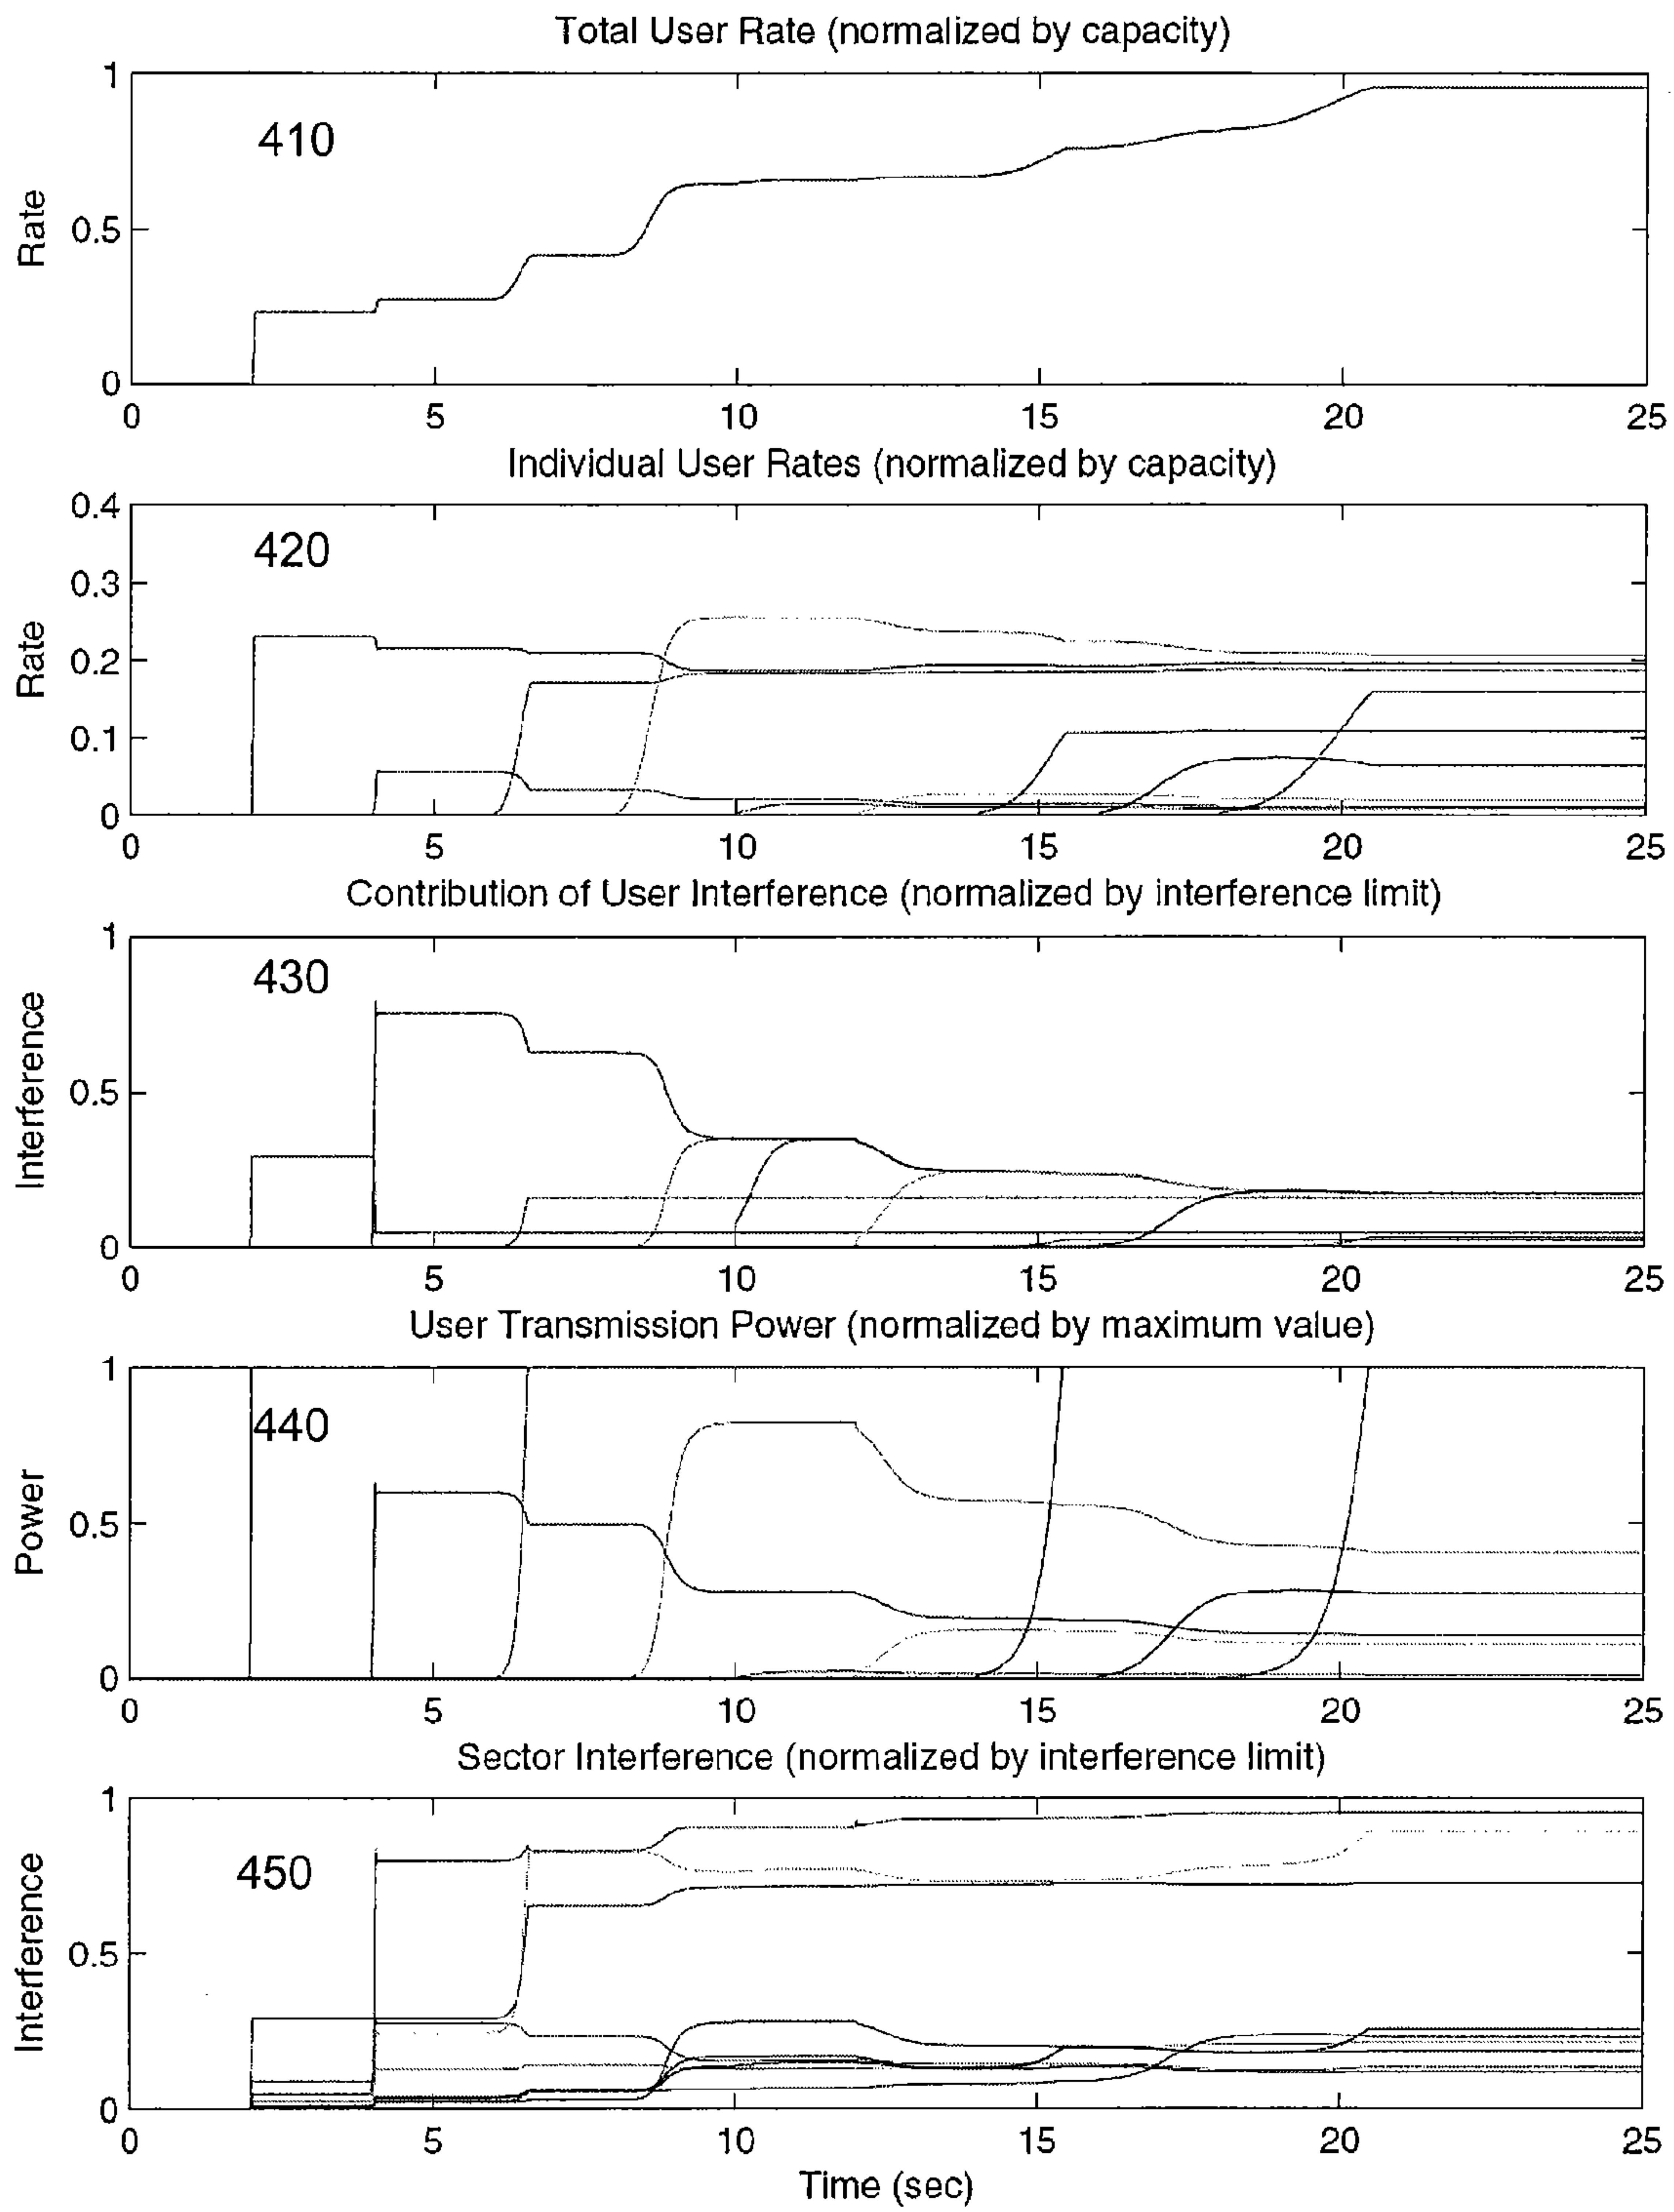 Total User Rate (normalized by capacity)
1
410
Rate
0.5
0
0 5 10 15 20 25
Individual User Rates (normalized by capacity)
0.4
420
0.3
Rate
0.2
0.1
0
0 5 10 15 20 25
Contribution of User Interference (normalized by interference limit)
1
430
Interference
0.5
0
0 5 10 15 20 25
User Transmission Power (normalized by maximum value)
1
440
Power
0.5
0
0 5 10 15 20 25
Sector Interference (normalized by interference limit)
1
450
Interference
0.5
0
0 5 10 15 20 25
Time (sec)